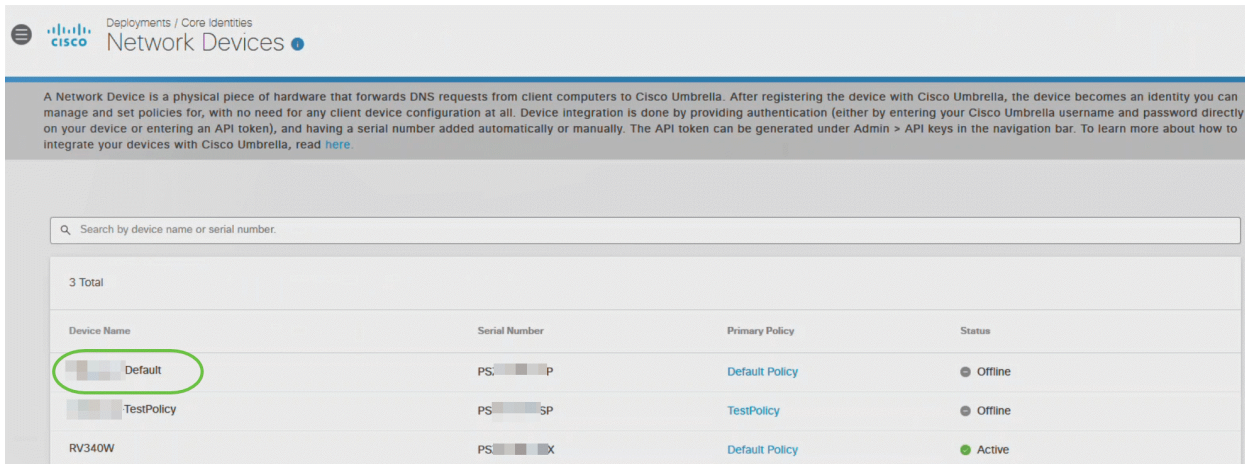 Deployments / Core Identities
cisco Network Devices
A Network Device is a physical piece of hardware that forwards DNS requests from client computers to Cisco Umbrella. After registering the device with Cisco Umbrella, the device becomes an identity you can
manage and set policies for, with no need for any client device configuration at all. Device integration is done by providing authentication (either by entering your Cisco Umbrella username and password directly
on your device or entering an API token), and having a serial number added automatically or manually. The API token can be generated under Admin > API keys in the navigation bar. To learn more about how to
integrate your devices with Cisco Umbrella, read here.
Search by device name or serial number.
3 Total
Device Name Serial Number Primary Policy Status
Default PS P Default Policy Offline
TestPolicy PS SP TestPolicy Offline
RV340W PS X Default Policy Active